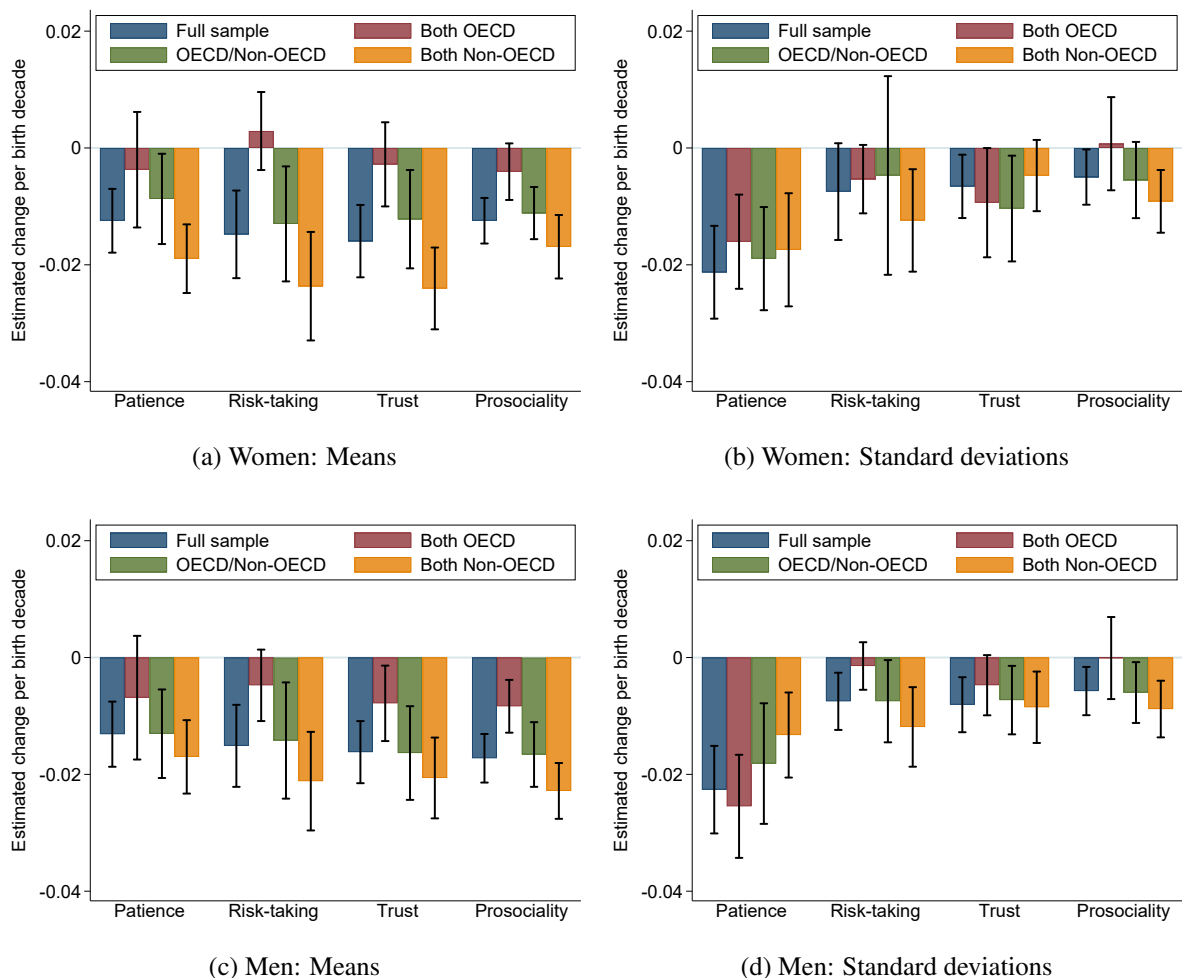 Full sample Both OECD
OECD/Non-OECD Both Non-OECD
Estimated change per birth decade
0.02
0
-0.02
-0.04
Patience Risk-taking Trust Prosociality
(a) Women: Means
Full sample Both OECD
OECD/Non-OECD Both Non-OECD
Estimated change per birth decade
0.02
0
-0.02
-0.04
Patience Risk-taking Trust Prosociality
(b) Women: Standard deviations
Full sample Both OECD
OECD/Non-OECD Both Non-OECD
Estimated change per birth decade
0.02
0
-0.02
-0.04
Patience Risk-taking Trust Prosociality
(c) Men: Means
Full sample Both OECD
OECD/Non-OECD Both Non-OECD
Estimated change per birth decade
0.02
0
-0.02
-0.04
Patience Risk-taking Trust Prosociality
(d) Men: Standard deviations